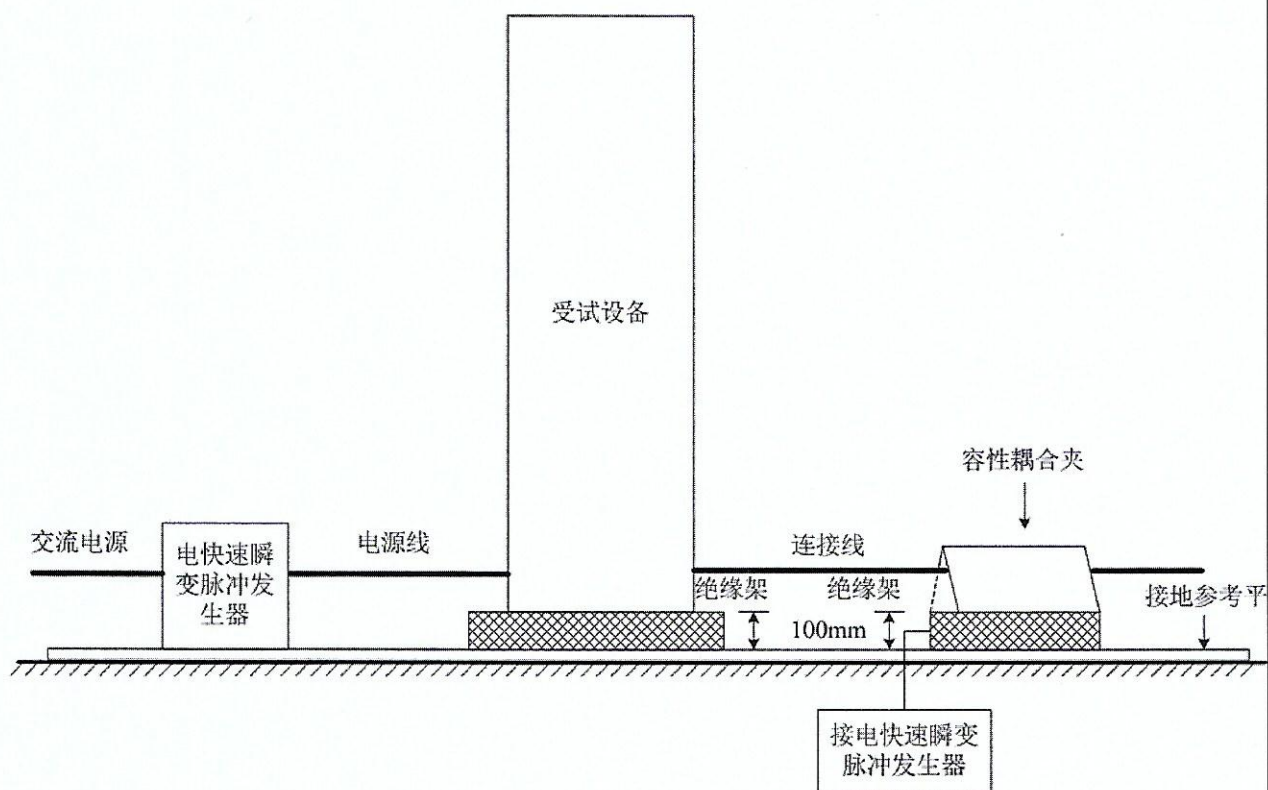 受试设备
容性耦合夹
交流电源
电快速瞬
变脉冲发
生器
电源线
连接线
绝缘架
绝缘架
100mm
接地参考平
接电快速瞬变
脉冲发生器